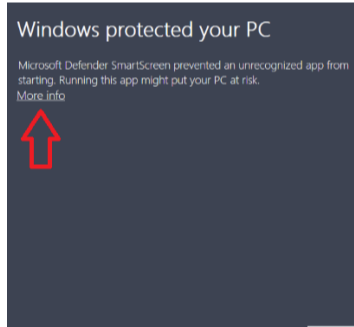 Windows protected your PC
Microsoft Defender SmartScreen prevented an unrecognized app from
starting. Running this app might put your PC at risk.
More info